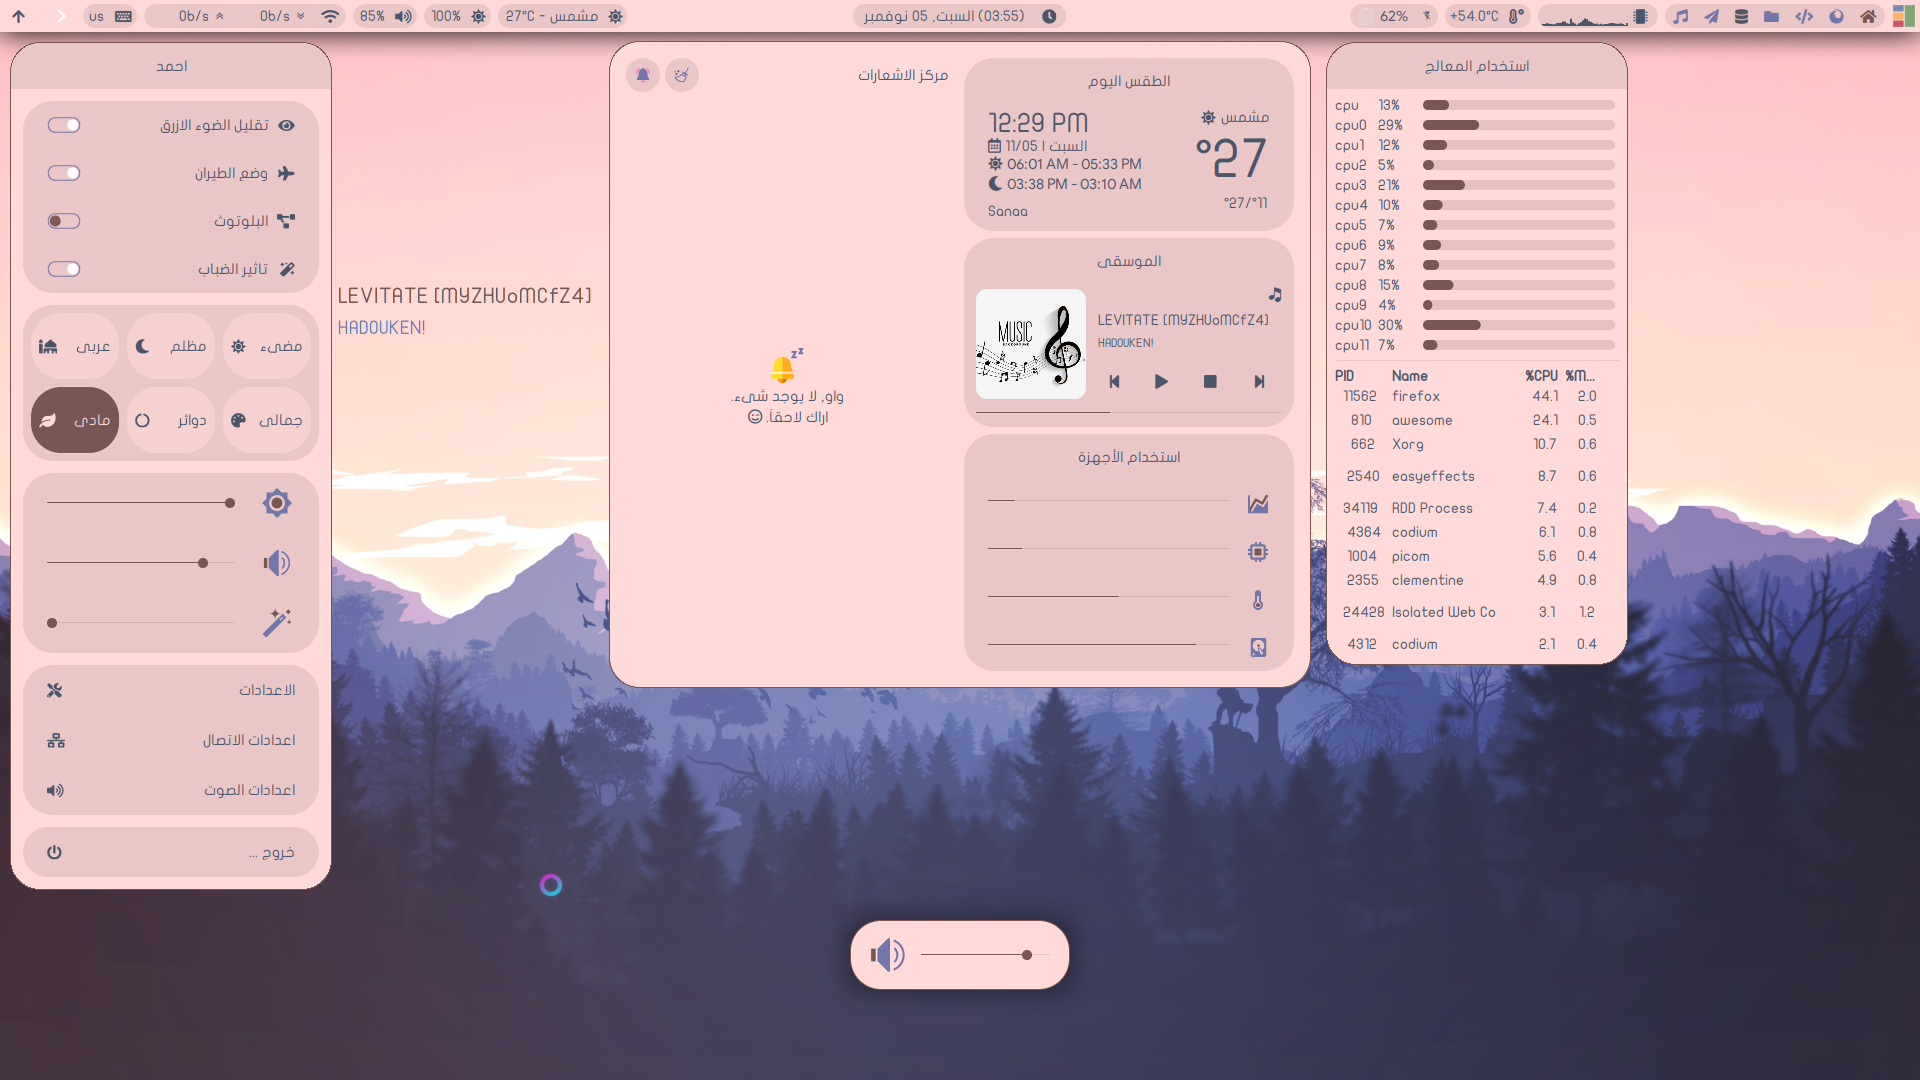 us
0b/s
0b/s
85%
100%
27°C - مشمس
(03:55) السبت, 05 نوفمبر
62%
+54.0°C
احمد
تقليل الضوء الازرق
وضع الطيران
البلوتوث
تاثير الضباب
مضيء
مظلم
عربي
جمالي
دوائر
مادي
الاعدادات
اعدادات الاتصال
اعدادات الصوت
خروج ...
LEVITATE [MYZHUoMCfZ4]
HADOUKEN!
مركز الاشعارات
واو, لا يوجد شيء.
اراك لاحقاً.
الطقس اليوم
12:29 PM
السبت | 11/05
06:01 AM - 05:33 PM
03:38 PM - 03:10 AM
Sanaa
مشمس
°27
°27/°11
الموسيقى
MUSIC
BACKGROUND
LEVITATE [MYZHUoMCfZ4]
HADOUKEN!
استخدام الأجهزة
استخدام المعالج
cpu 13%
cpu0 29%
cpu1 12%
cpu2 5%
cpu3 21%
cpu4 10%
cpu5 7%
cpu6 9%
cpu7 8%
cpu8 15%
cpu9 4%
cpu10 30%
cpu11 7%
PID Name %CPU %M...
11562 firefox 44.1 2.0
810 awesome 24.1 0.5
662 Xorg 10.7 0.6
2540 easyeffects 8.7 0.6
34119 RDD Process 7.4 0.2
4364 codium 6.1 0.8
1004 picom 5.6 0.4
2355 clementine 4.9 0.8
24428 Isolated Web Co 3.1 1.2
4312 codium 2.1 0.4